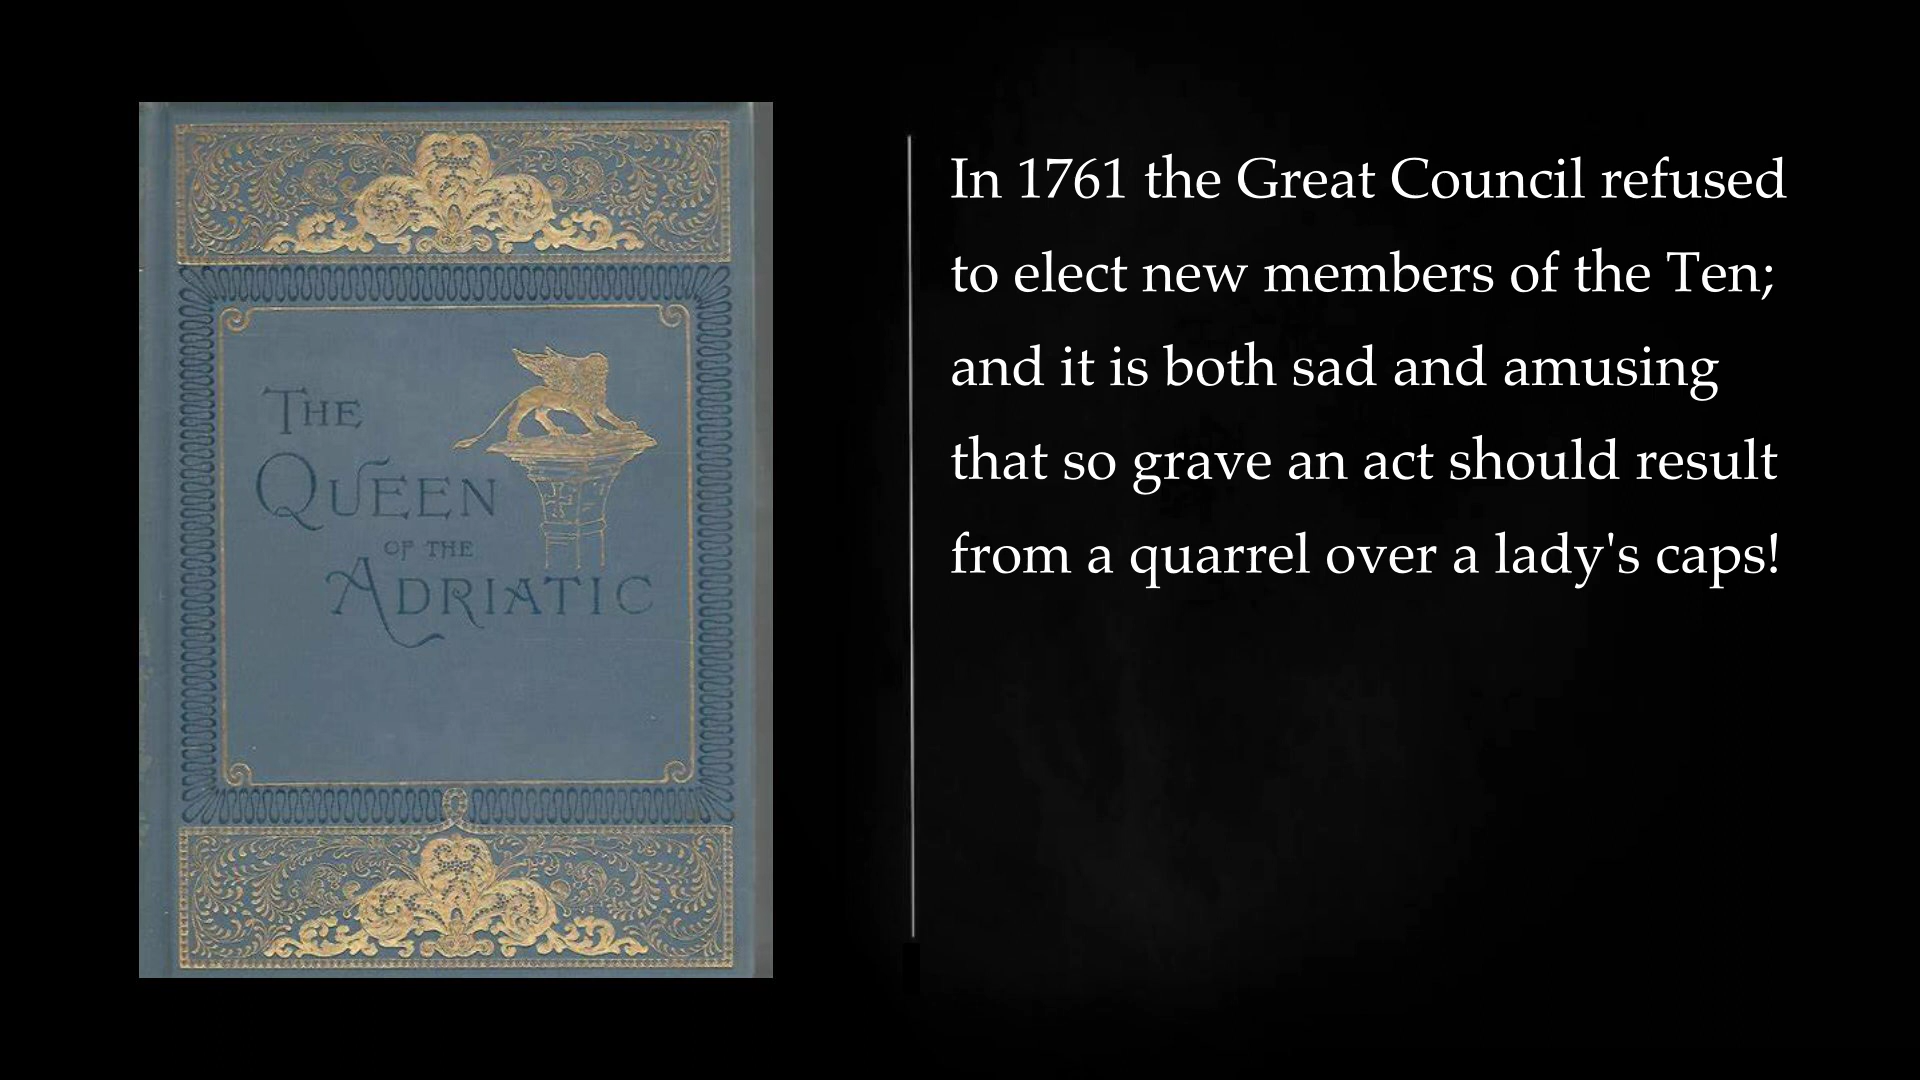 The
Queen
of the
Adriatic
In 1761 the Great Council refused
to elect new members of the Ten;
and it is both sad and amusing
that so grave an act should result
from a quarrel over a lady's caps!